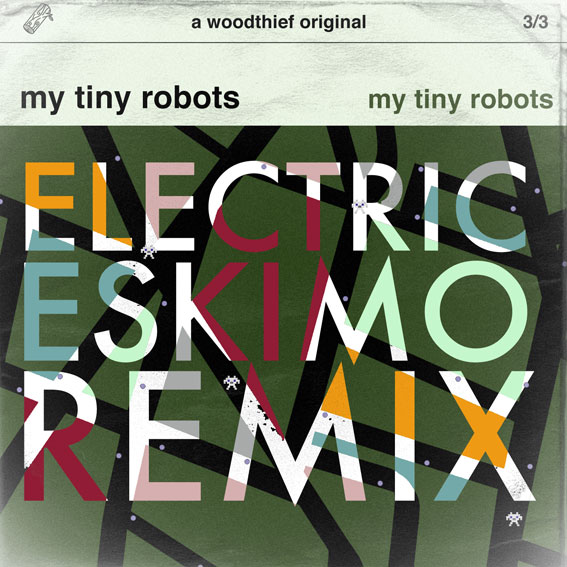 a woodthief original 3/3
my tiny robots my tiny robots
ELECTRIC
ESKIMO
REMIX